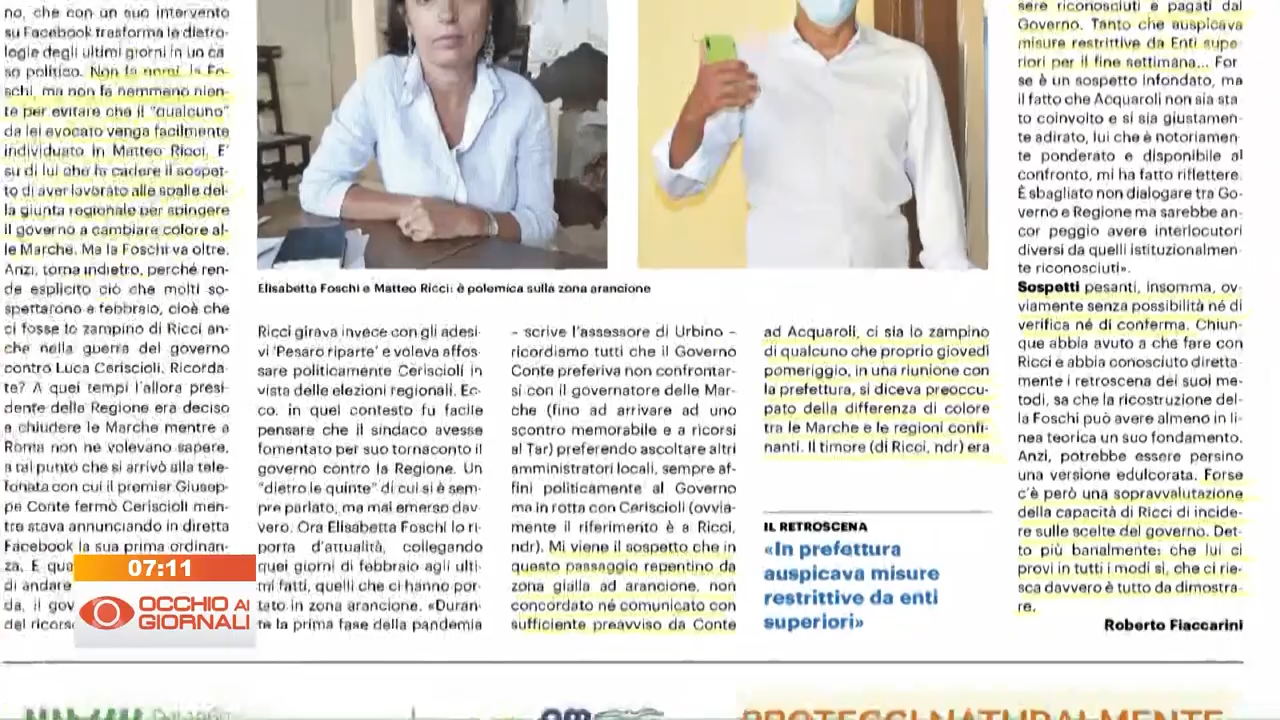 no, che con un suo intervento
su Facebook trasforma le dietro-
logie degli ultimi giorni in un ca-
so politico. Non fa nomi, la Fo-
schi, ma non fa nemmeno nien-
te per evitare che il "qualcuno"
da lei evocato venga facilmente
individuato in Matteo Ricci. E'
su di lui che fa cadere il sospet-
to di aver lavorato alle spalle del-
la giunta regionale per spingere
il governo a cambiare colore al-
le Marche. Ma la Foschi va oltre.
Anzi, torna indietro, perché ren-
de esplicito ciò che molti so-
spettarono a febbraio, cioè che
ci fosse lo zampino di Ricci an-
che nella guerra del governo
contro Luca Ceriscioli. Ricorda-
te? A quei tempi l'allora presi-
dente della Regione era deciso
a chiudere le Marche mentre a
Roma non ne volevano sapere,
a tal punto che si arrivò alla tele-
fonata con cui il premier Giusep-
pe Conte fermò Ceriscioli men-
tre stava annunciando in diretta
Facebook la sua prima ordinan-
za. E qua
di andare
da, il gov
del ricors
Elisabetta Foschi e Matteo Ricci: è polemica sulla zona arancione
Ricci girava invece con gli adesi-
vi 'Pesaro riparte' e voleva affos-
sare politicamente Ceriscioli in
vista delle elezioni regionali. Ec-
co, in quel contesto fu facile
pensare che il sindaco avesse
fomentato per suo tornaconto il
governo contro la Regione. Un
"dietro le quinte" di cui si è sem-
pre parlato, ma mai emerso dav-
vero. Ora Elisabetta Foschi lo ri-
porta d'attualità, collegando
quei giorni di febbraio agli ulti-
mi fatti, quelli che ci hanno por-
tato in zona arancione. «Duran-
te la prima fase della pandemia
– scrive l'assessore di Urbino –
ricordiamo tutti che il Governo
Conte preferiva non confrontar-
si con il governatore delle Mar-
che (fino ad arrivare ad uno
scontro memorabile e a ricorsi
al Tar) preferendo ascoltare altri
amministratori locali, sempre af-
fini politicamente al Governo
ma in rotta con Ceriscioli (ovvia-
mente il riferimento è a Ricci,
ndr). Mi viene il sospetto che in
questo passaggio repentino da
zona gialla ad arancione, non
concordato né comunicato con
sufficiente preavviso da Conte
ad Acquaroli, ci sia lo zampino
di qualcuno che proprio giovedì
pomeriggio, in una riunione con
la prefettura, si diceva preoccu-
pato della differenza di colore
tra le Marche e le regioni confi-
nanti. Il timore (di Ricci, ndr) era
IL RETROSCENA
«In prefettura
auspicava misure
restrittive da enti
superiori»
sere riconosciuti e pagati dal
Governo. Tanto che auspicava
misure restrittive da Enti supe-
riori per il fine settimana... For
se è un sospetto infondato, ma
il fatto che Acquaroli non sia sta
to coinvolto e si sia giustamen-
te adirato, lui che è notoriamen-
te ponderato e disponibile al
confronto, mi ha fatto riflettere.
È sbagliato non dialogare tra Go-
verno e Regione ma sarebbe an-
cor peggio avere interlocutori
diversi da quelli istituzionalmen-
te riconosciuti».
Sospetti pesanti, insomma, ov-
viamente senza possibilità né di
verifica né di conferma. Chiun-
que abbia avuto a che fare con
Ricci e abbia conosciuto diretta-
mente i retroscena dei suoi me-
todi, sa che la ricostruzione del-
la Foschi può avere almeno in li-
nea teorica un suo fondamento.
Anzi, potrebbe essere persino
una versione edulcorata. Forse
c'è però una sopravvalutazione
della capacità di Ricci di incide-
re sulle scelte del governo. Det-
to più banalmente: che lui ci
provi in tutti i modi sì, che ci rie-
sca davvero è tutto da dimostra-
re.
Roberto Fiaccarini
07:11
OCCHIO AI
GIORNALI
PROTEGGI NATURALMENTE